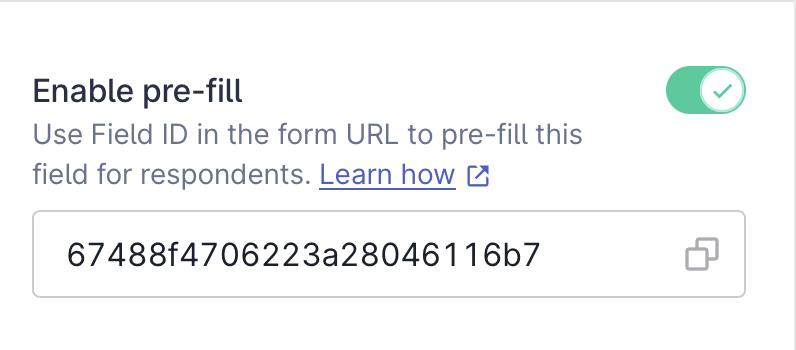 Enable pre-fill
Use Field ID in the form URL to pre-fill this
field for respondents. Learn how
67488f4706223a28046116b7